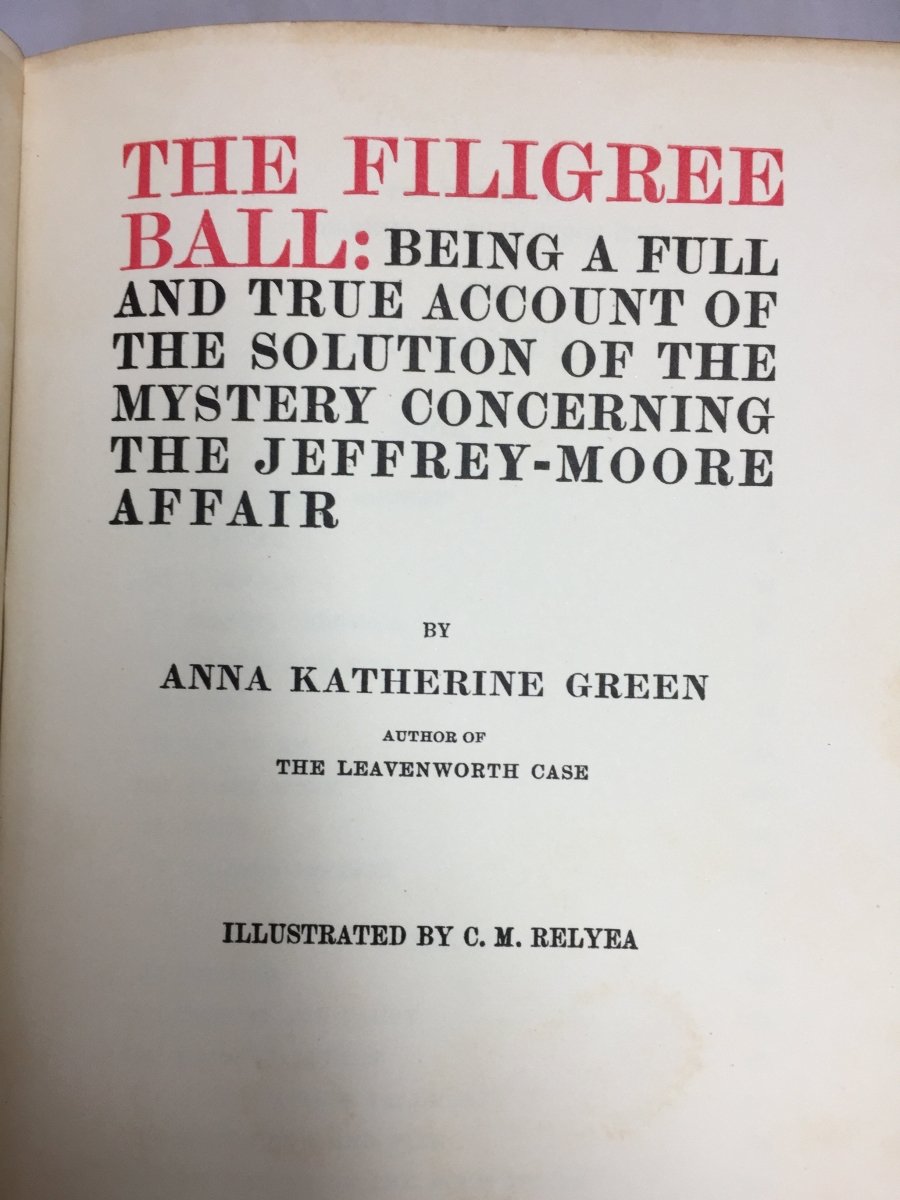 THE FILIGREE
BALL: BEING A FULL
AND TRUE ACCOUNT OF
THE SOLUTION OF THE
MYSTERY CONCERNING
THE JEFFREY-MOORE
AFFAIR
BY
ANNA KATHERINE GREEN
AUTHOR OF
THE LEAVENWORTH CASE
ILLUSTRATED BY C. M. RELYEA